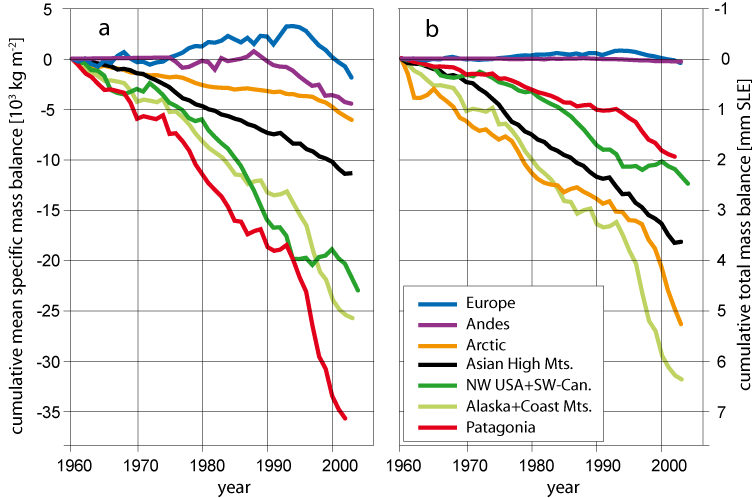 a
b
cumulative mean specific mass balance [10³ kg m⁻²]
5
0
-5
-10
-15
-20
-25
-30
-35
1960
1970
1980
1990
2000
year
1960
1970
1980
1990
2000
year
-1
0
1
2
3
4
5
6
7
cumulative total mass balance [mm SLE]
Europe
Andes
Arctic
Asian High Mts.
NW USA+SW-Can.
Alaska+Coast Mts.
Patagonia